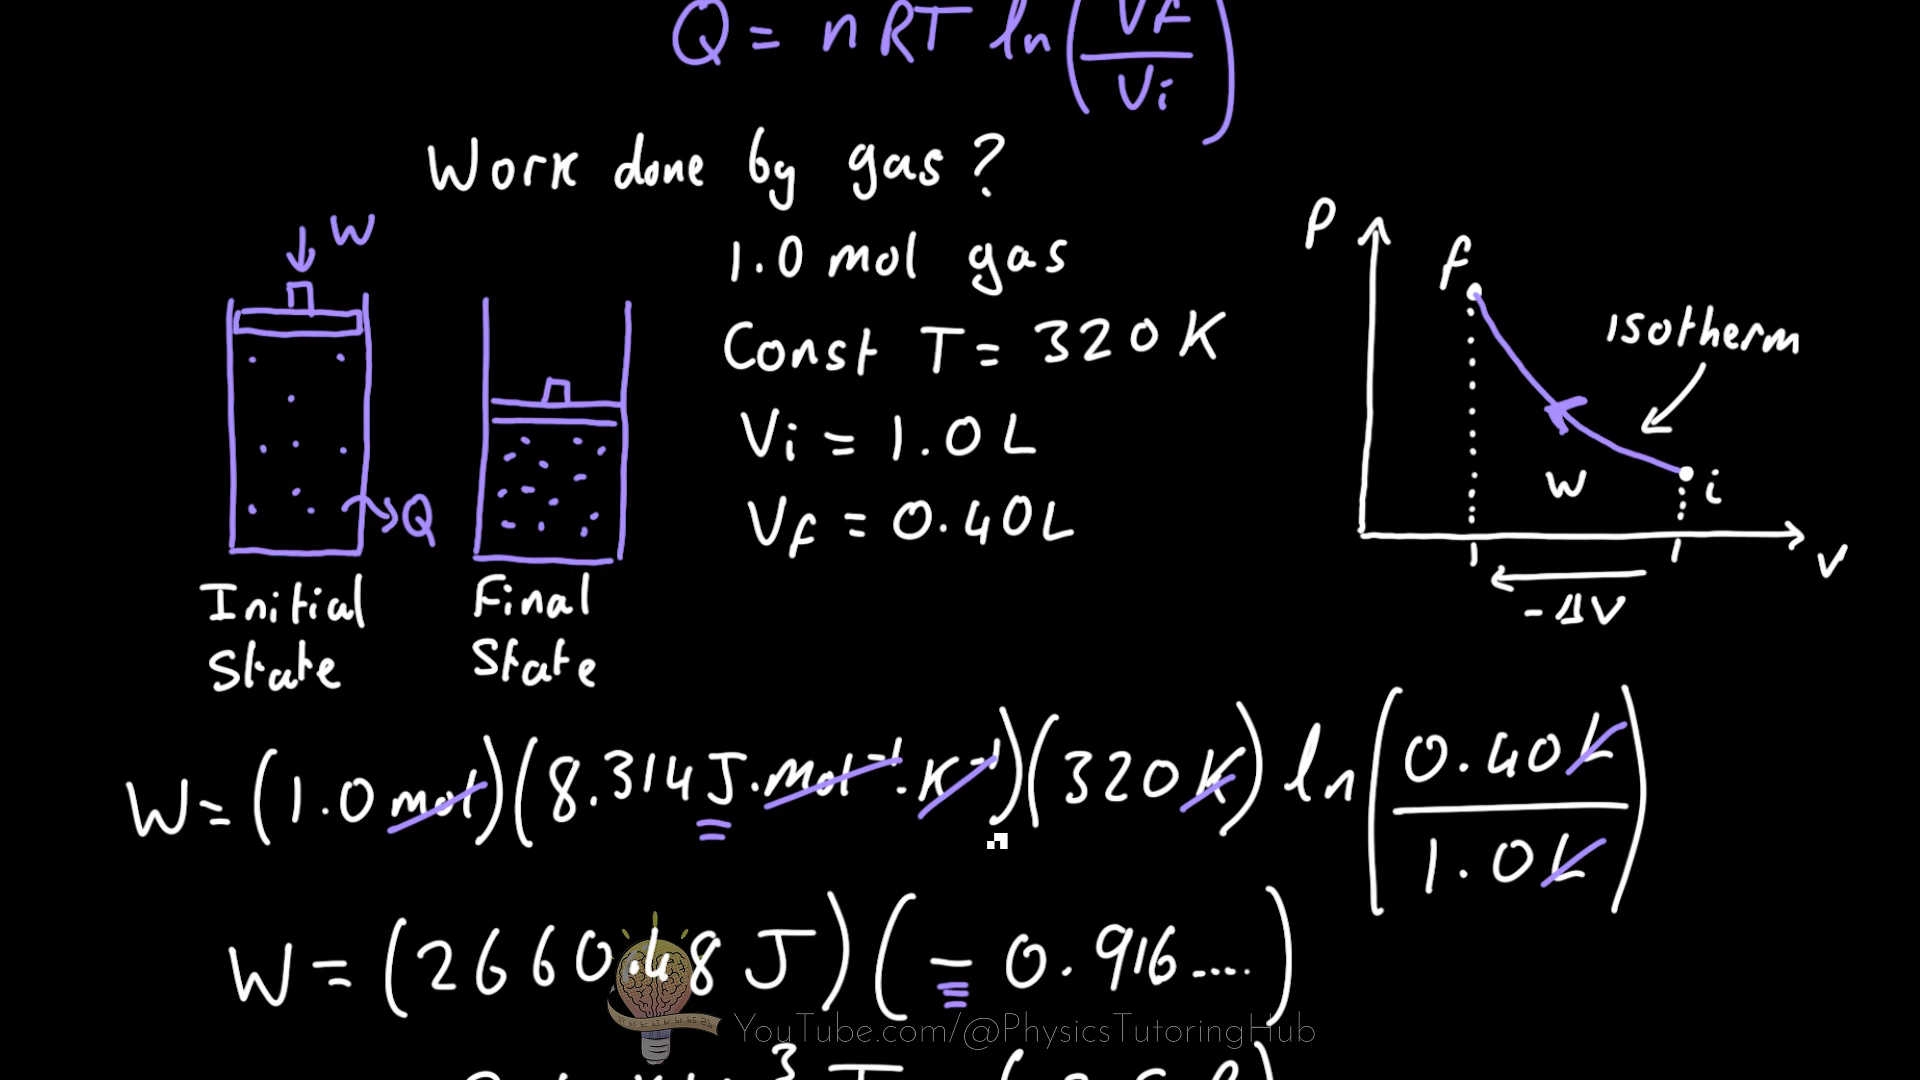 Q = nRT ln(Vf/Vi)
Work done by gas?
W
1.0 mol gas
Const T = 320 K
Vi = 1.0 L
Vf = 0.40 L
Q
Initial State
Final State
P
f
isotherm
W
i
V
-ΔV
W = (1.0 mol)(8.314 J·mol⁻¹·K⁻¹)(320 K) ln(0.40 L/1.0 L)
W = (2660.48 J)(-0.916....)
YouTube.com/@PhysicsTutoringHub